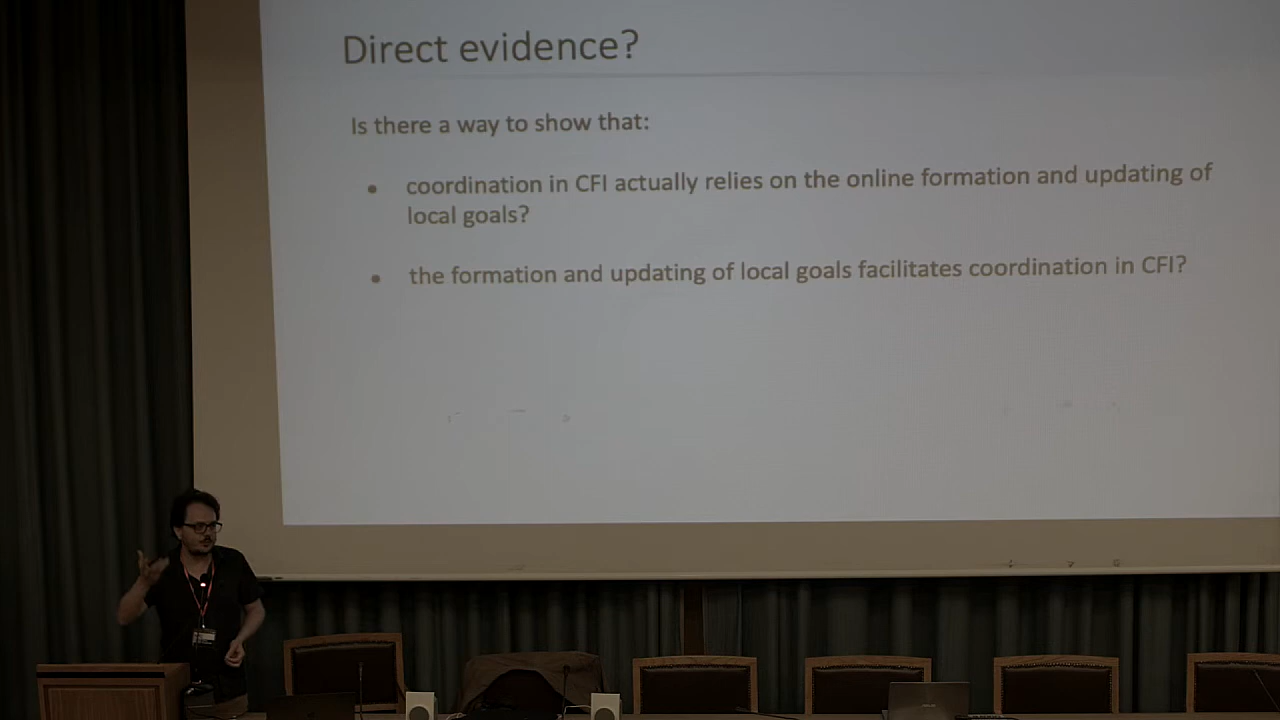 Direct evidence?
Is there a way to show that:
• coordination in CFI actually relies on the online formation and updating of
local goals?
• the formation and updating of local goals facilitates coordination in CFI?